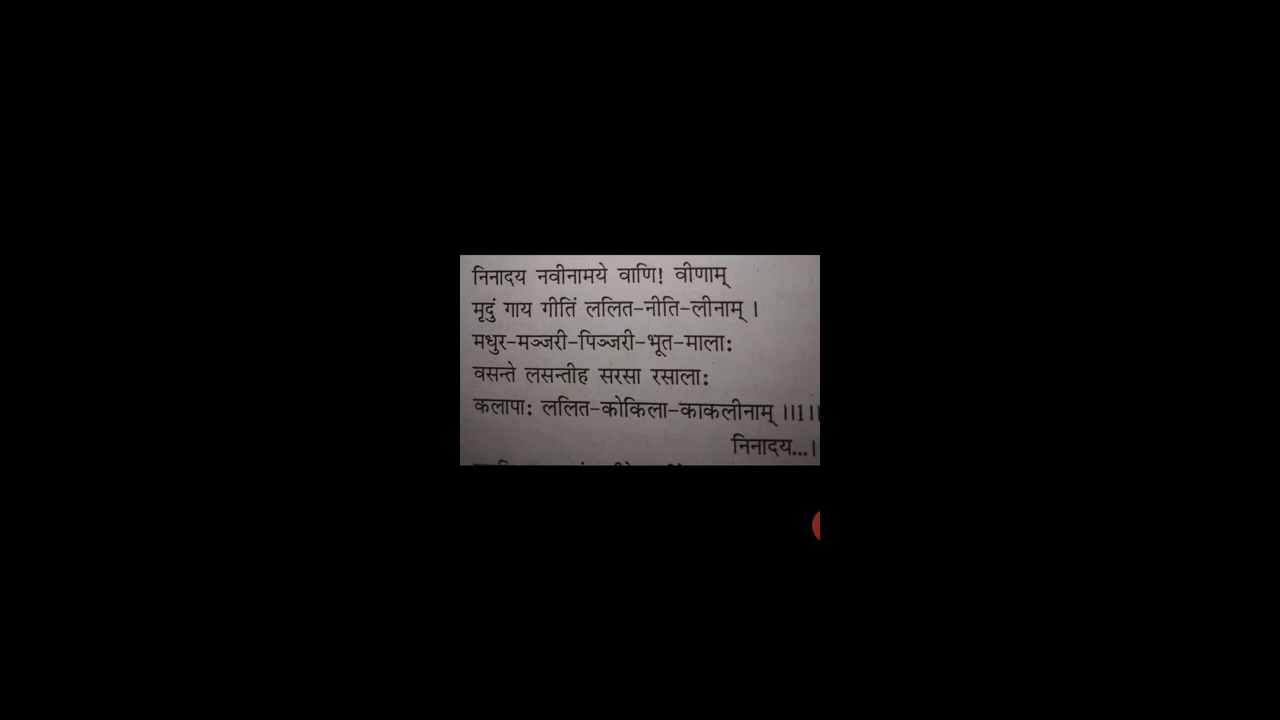 निनादय नवीनामये वाणि! वीणाम्
मृदुं गाय गीतिं ललित-नीति-लीनाम् ।
मधुर-मञ्जरी-पिञ्जरी-भूत-माला:
वसन्ते लसन्तीह सरसा रसाला:
कलापा: ललित-कोकिला-काकलीनाम् ।।1।।
निनादय...।